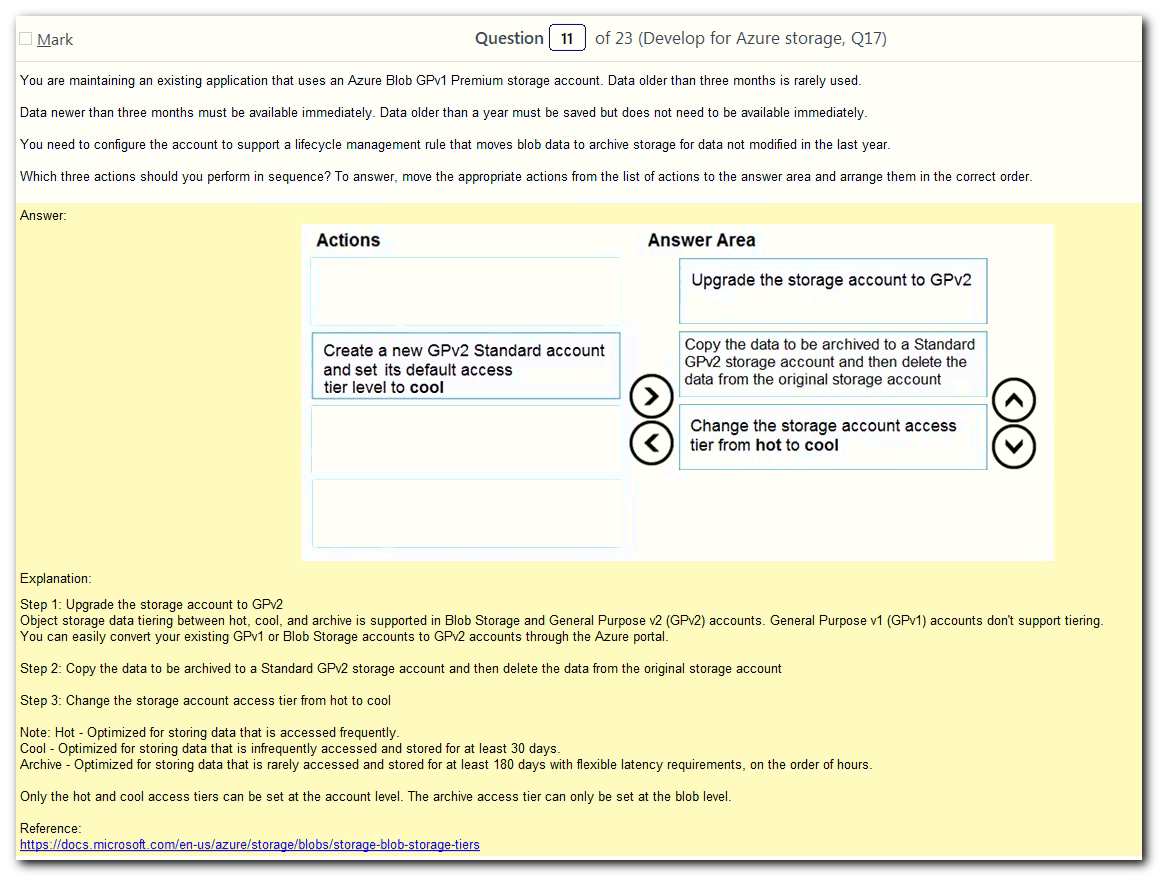 Mark
Question 11 of 23 (Develop for Azure storage, Q17)
You are maintaining an existing application that uses an Azure Blob GPv1 Premium storage account. Data older than three months is rarely used.
Data newer than three months must be available immediately. Data older than a year must be saved but does not need to be available immediately.
You need to configure the account to support a lifecycle management rule that moves blob data to archive storage for data not modified in the last year.
Which three actions should you perform in sequence? To answer, move the appropriate actions from the list of actions to the answer area and arrange them in the correct order.
Answer:
Actions
Create a new GPv2 Standard account
and set its default access
tier level to cool
Answer Area
Upgrade the storage account to GPv2
Copy the data to be archived to a Standard
GPv2 storage account and then delete the
data from the original storage account
Change the storage account access
tier from hot to cool
Explanation:
Step 1: Upgrade the storage account to GPv2
Object storage data tiering between hot, cool, and archive is supported in Blob Storage and General Purpose v2 (GPv2) accounts. General Purpose v1 (GPv1) accounts don't support tiering.
You can easily convert your existing GPv1 or Blob Storage accounts to GPv2 accounts through the Azure portal.
Step 2: Copy the data to be archived to a Standard GPv2 storage account and then delete the data from the original storage account
Step 3: Change the storage account access tier from hot to cool
Note: Hot - Optimized for storing data that is accessed frequently.
Cool - Optimized for storing data that is infrequently accessed and stored for at least 30 days.
Archive - Optimized for storing data that is rarely accessed and stored for at least 180 days with flexible latency requirements, on the order of hours.
Only the hot and cool access tiers can be set at the account level. The archive access tier can only be set at the blob level.
Reference:
https://docs.microsoft.com/en-us/azure/storage/blobs/storage-blob-storage-tiers